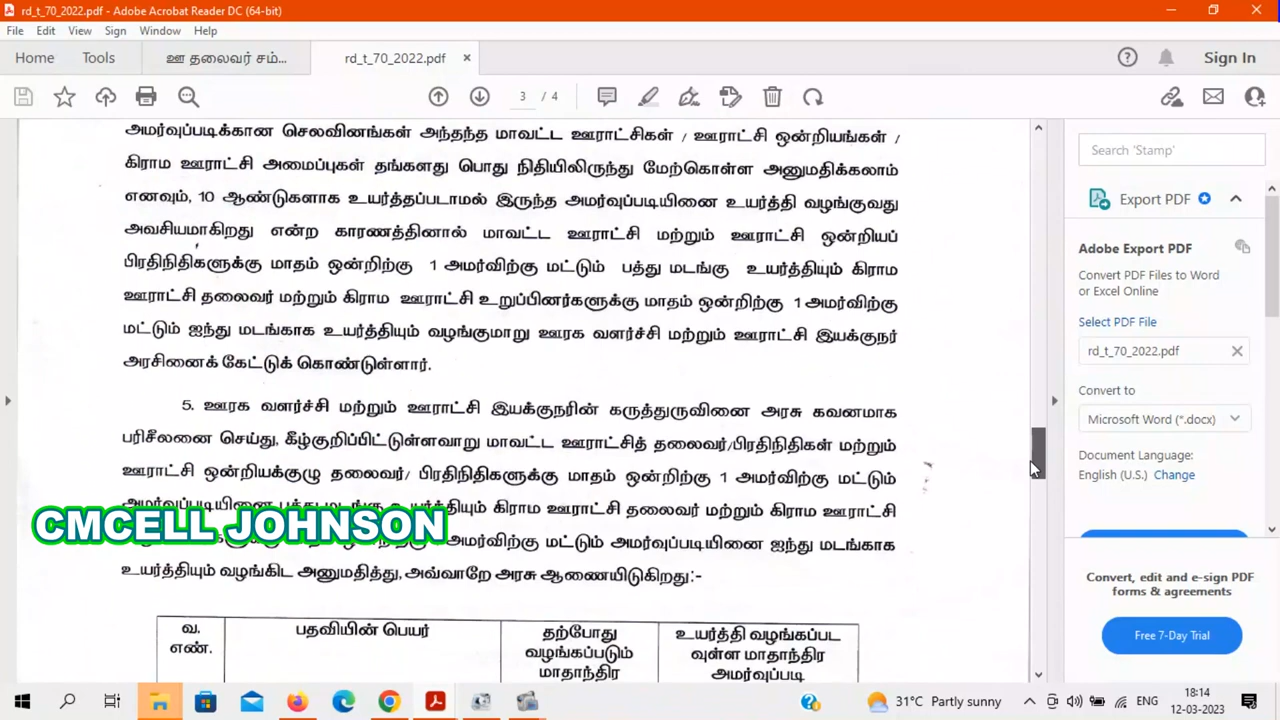 rd_t_70_2022.pdf - Adobe Acrobat Reader DC (64-bit)
File Edit View Sign Window Help
Home Tools ஊ தலைவர் சம்... rd_t_70_2022.pdf × Sign In
3 / 4
அமர்வுப்படிக்கான செலவினங்கள் அந்தந்த மாவட்ட ஊராட்சிகள் / ஊராட்சி ஒன்றியங்கள் /
கிராம ஊராட்சி அமைப்புகள் தங்களது பொது நிதியிலிருந்து மேற்கொள்ள அனுமதிக்கலாம்
எனவும், 10 ஆண்டுகளாக உயர்த்தப்படாமல் இருந்த அமர்வுப்படியினை உயர்த்தி வழங்குவது
அவசியமாகிறது என்ற காரணத்தினால் மாவட்ட ஊராட்சி மற்றும் ஊராட்சி ஒன்றியப்
பிரதிநிதிகளுக்கு மாதம் ஒன்றிற்கு 1 அமர்விற்கு மட்டும் பத்து மடங்கு உயர்த்தியும் கிராம
ஊராட்சி தலைவர் மற்றும் கிராம ஊராட்சி உறுப்பினர்களுக்கு மாதம் ஒன்றிற்கு 1 அமர்விற்கு
மட்டும் ஐந்து மடங்காக உயர்த்தியும் வழங்குமாறு ஊரக வளர்ச்சி மற்றும் ஊராட்சி இயக்குநர்
அரசினைக் கேட்டுக் கொண்டுள்ளார்.
5. ஊரக வளர்ச்சி மற்றும் ஊராட்சி இயக்குநரின் கருத்துருவினை அரசு கவனமாக
பரிசீலனை செய்து, கீழ்குறிப்பிட்டுள்ளவாறு மாவட்ட ஊராட்சித் தலைவர்/பிரதிநிதிகள் மற்றும்
ஊராட்சி ஒன்றியக்குழு தலைவர்/ பிரதிநிதிகளுக்கு மாதம் ஒன்றிற்கு 1 அமர்விற்கு மட்டும்
அமர்வுப்படியினை பத்து மடங்கு உயர்த்தியும் கிராம ஊராட்சி தலைவர் மற்றும் கிராம ஊராட்சி
CMCELL JOHNSON
அமர்விற்கு மட்டும் அமர்வுப்படியினை ஐந்து மடங்காக
உயர்த்தியும் வழங்கிட அனுமதித்து, அவ்வாறே அரசு ஆணையிடுகிறது:-
வ. எண்.
பதவியின் பெயர்
தற்போது வழங்கப்படும் மாதாந்திர
உயர்த்தி வழங்கப்பட வுள்ள மாதாந்திர அமர்வுப்படி
Search 'Stamp'
Export PDF
Adobe Export PDF
Convert PDF Files to Word
or Excel Online
Select PDF File
rd_t_70_2022.pdf
Convert to
Microsoft Word (*.docx)
Document Language:
English (U.S.) Change
Convert, edit and e-sign PDF
forms & agreements
Free 7-Day Trial
31°C Partly sunny
ENG
18:14
12-03-2023